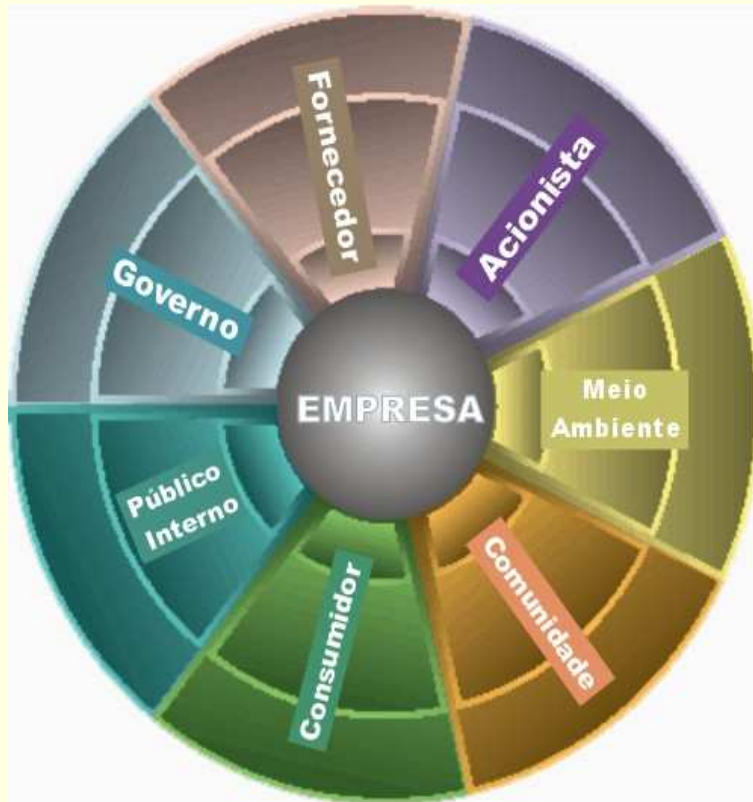 Fornecedor
Acionista
Governo
EMPRESA
Meio
Ambiente
Público
Interno
Consumidor
Comunidade